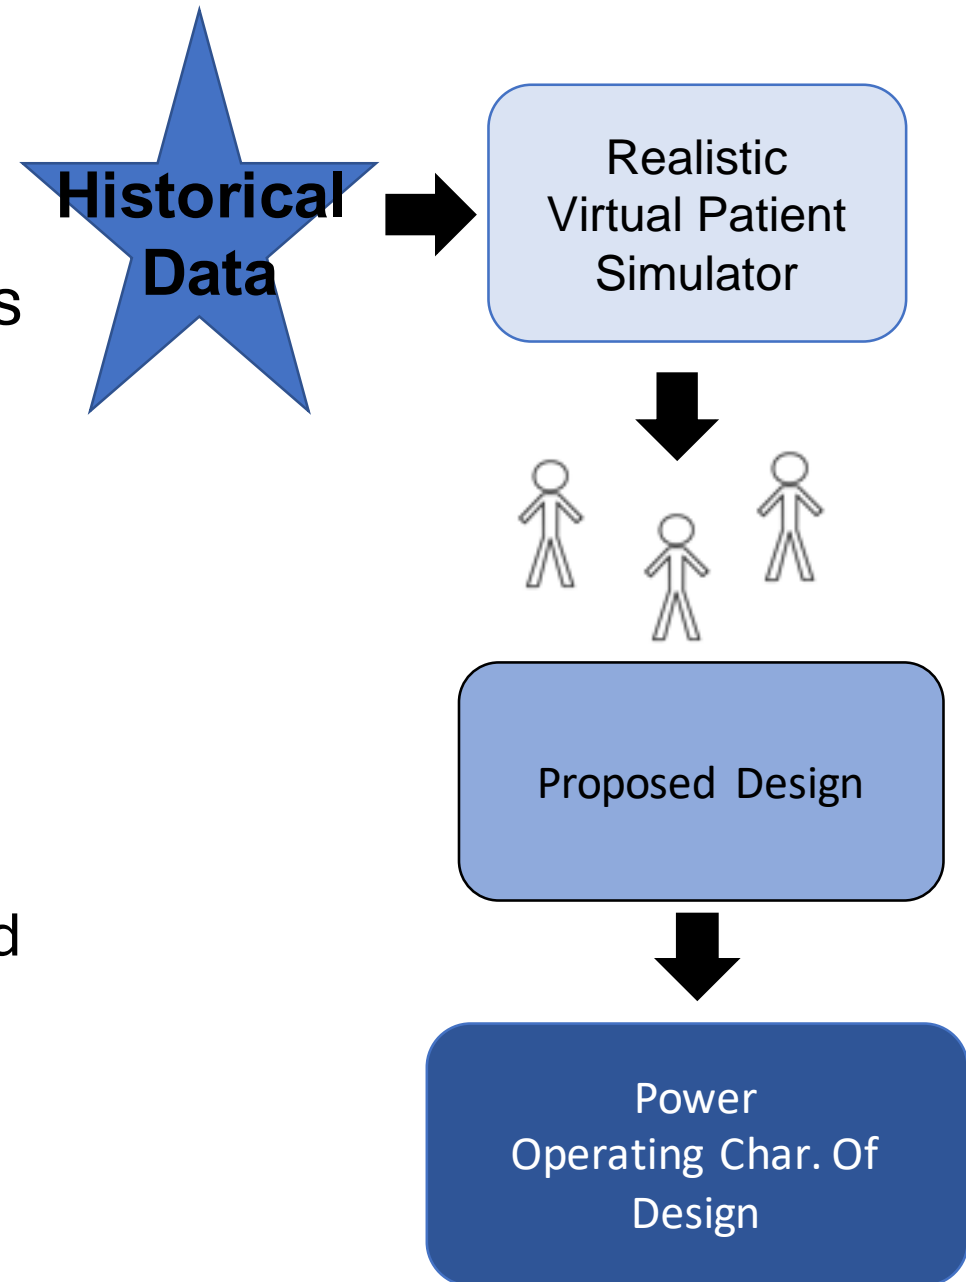 Historical
Data
Realistic
Virtual Patient
Simulator
s
Proposed Design
d
Power
Operating Char. Of
Design